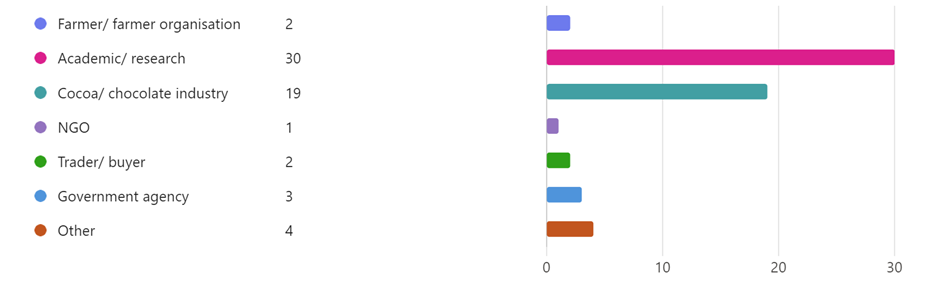 Farmer/ farmer organisation 2
Academic/ research 30
Cocoa/ chocolate industry 19
NGO 1
Trader/ buyer 2
Government agency 3
Other 4
0 10 20 30